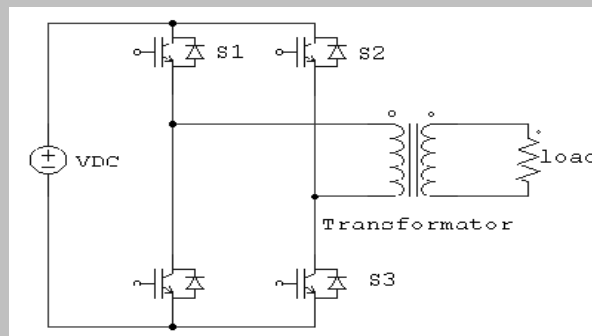 S1
S2
VDC
load
Transformator
S3